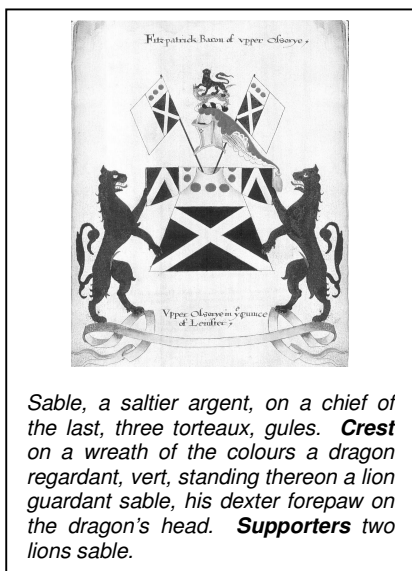 Fitzpatrick Baron of vpper Ossorye,
Vpper Ossorye in yͤ prouince
of Leinster,
Sable, a saltier argent, on a chief of
the last, three torteaux, gules. Crest
on a wreath of the colours a dragon
regardant, vert, standing thereon a lion
guardant sable, his dexter forepaw on
the dragon's head. Supporters two
lions sable.